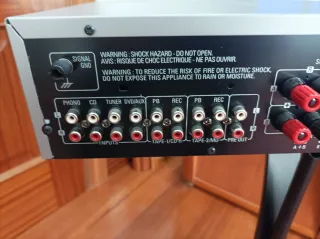 SIGNAL
GND
WARNING: SHOCK HAZARD - DO NOT OPEN.
AVIS: RISQUE DE CHOC ELECTRIQUE - NE PAS OUVRIR
WARNING: TO REDUCE THE RISK OF FIRE OR ELECTRIC SHOCK,
DO NOT EXPOSE THIS APPLIANCE TO RAIN OR MOISTURE.
PHONO CD TUNER DVD/AUX PB REC PB REC
INPUTS TAPE-1/CD-R TAPE-2/MD PRE OUT
A+B